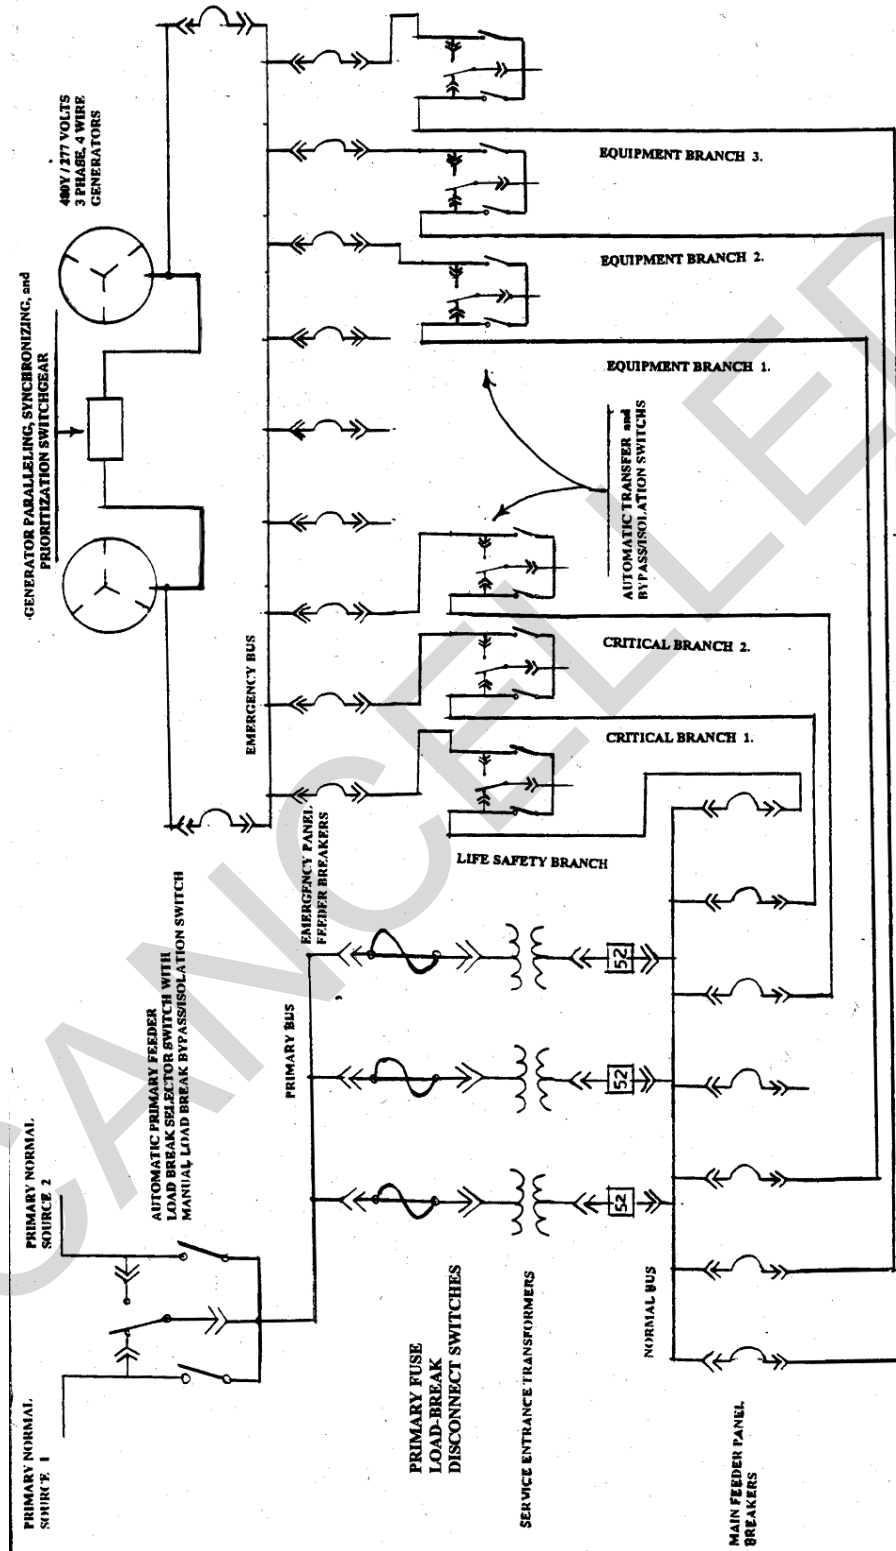 PRIMARY NORMAL
SOURCE 1
PRIMARY NORMAL
SOURCE 2
AUTOMATIC PRIMARY FEEDER
LOAD BREAK SELECTOR SWITCH WITH
MANUAL LOAD BREAK BYPASS/ISOLATION SWITCH
GENERATOR PARALLELING, SYNCHRONIZING, and
PRIORITIZATION SWITCHGEAR
480Y / 277 VOLTS
3 PHASE, 4 WIRE
GENERATORS
EMERGENCY BUS
PRIMARY BUS
EMERGENCY PANEL
FEEDER BREAKERS
PRIMARY FUSE
LOAD-BREAK
DISCONNECT SWITCHES
LIFE SAFETY BRANCH
CRITICAL BRANCH 1.
CRITICAL BRANCH 2.
AUTOMATIC TRANSFER and
BYPASS/ISOLATION SWITCHS
EQUIPMENT BRANCH 1.
EQUIPMENT BRANCH 2.
EQUIPMENT BRANCH 3.
SERVICE ENTRANCE TRANSFORMERS
52
52
52
NORMAL BUS
MAIN FEEDER PANEL
BREAKERS
CANCELLED